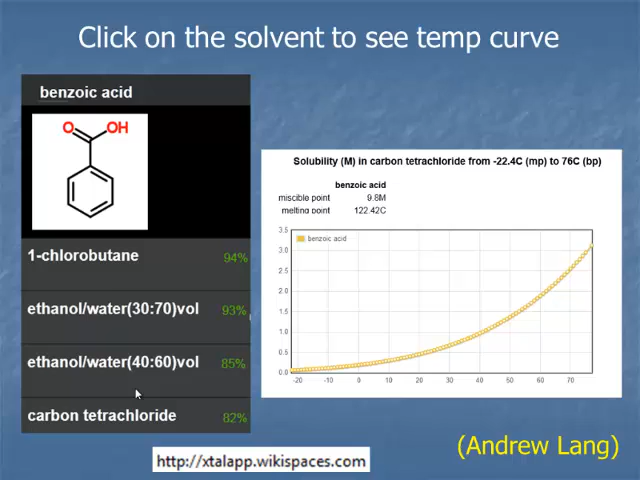 Click on the solvent to see temp curve
benzoic acid
O
OH
1-chlorobutane 94%
ethanol/water(30:70)vol 93%
ethanol/water(40:60)vol 85%
carbon tetrachloride 82%
Solubility (M) in carbon tetrachloride from -22.4C (mp) to 76C (bp)
benzoic acid
miscible point 9.8M
melting point 122.42C
benzoic acid
3.5
3.0
2.5
2.0
1.5
1.0
0.5
0.0
-20 -10 0 10 20 30 40 50 60 70
(Andrew Lang)
http://xtalapp.wikispaces.com